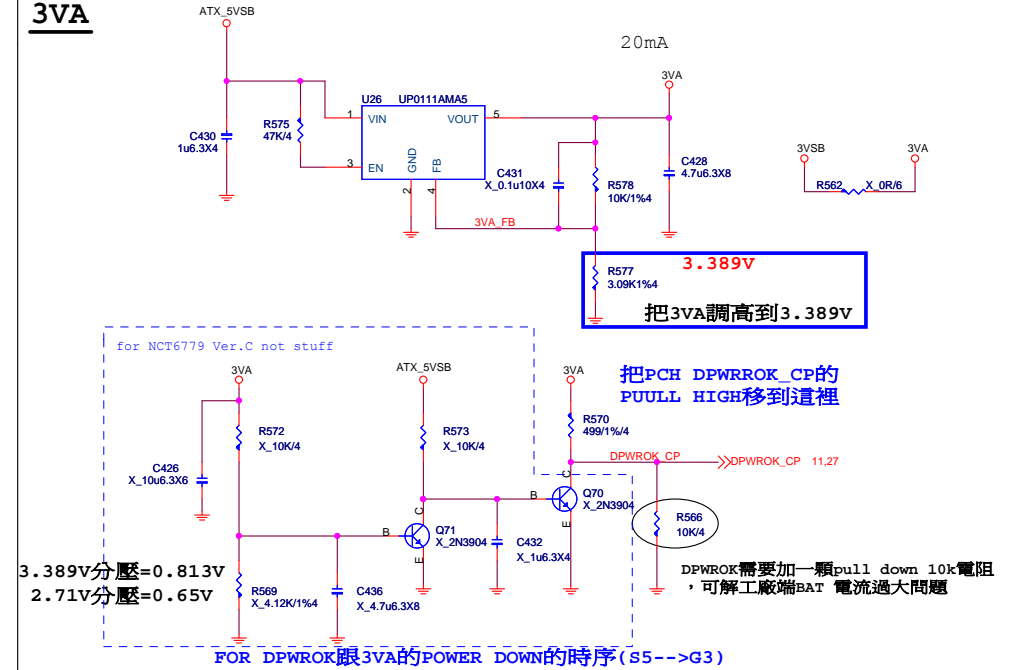 3VA
ATX_5VSB
20mA
3VA
U26 UP0111AMA5
1 VIN VOUT 5
3 EN GND FB
2 4
C430
1u6.3X4
R575
47K/4
C431
X_0.1u10X4
R578
10K/1%4
C428
4.7u6.3X8
3VSB 3VA
R562 X_0R/6
3VA_FB
R577
3.09K1%4
3.389V
把3VA調高到3.389V
for NCT6779 Ver.C not stuff
3VA
ATX_5VSB
3VA
把PCH DPWRROK_CP的
PUULL HIGH移到這裡
R572
X_10K/4
R573
X_10K/4
R570
499/1%/4
C426
X_10u6.3X6
DPWROK_CP
DPWROK_CP 11,27
B C E
Q71
X_2N3904
B C E
Q70
X_2N3904
C432
X_1u6.3X4
R566
10K/4
R569
X_4.12K/1%4
C436
X_4.7u6.3X8
3.389V分壓=0.813V
2.71V分壓=0.65V
DPWROK需要加一顆pull down 10k電阻
，可解工廠端BAT 電流過大問題
FOR DPWROK跟3VA的POWER DOWN的時序(S5-->G3)